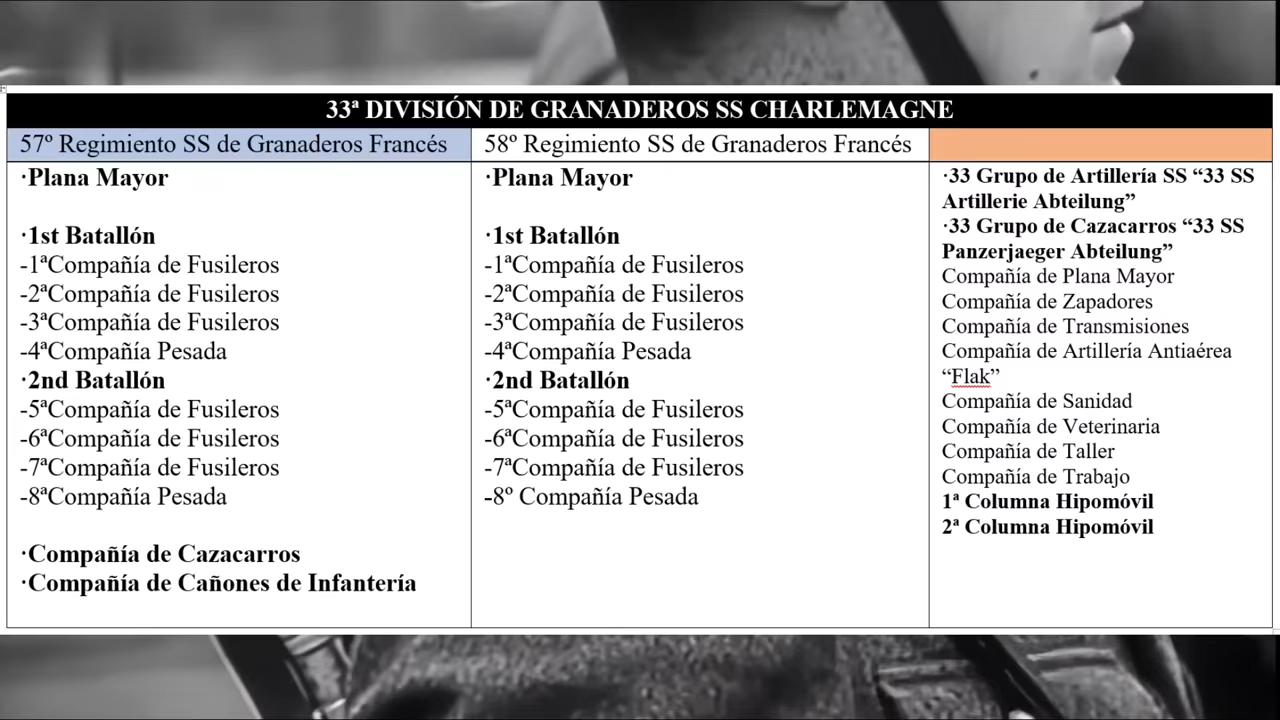 33ª DIVISIÓN DE GRANADEROS SS CHARLEMAGNE
57º Regimiento SS de Granaderos Francés
·Plana Mayor
·1st Batallón
-1ªCompañía de Fusileros
-2ªCompañía de Fusileros
-3ªCompañía de Fusileros
-4ªCompañía Pesada
·2nd Batallón
-5ªCompañía de Fusileros
-6ªCompañía de Fusileros
-7ªCompañía de Fusileros
-8ªCompañía Pesada
·Compañía de Cazacarros
·Compañía de Cañones de Infantería
58º Regimiento SS de Granaderos Francés
·Plana Mayor
·1st Batallón
-1ªCompañía de Fusileros
-2ªCompañía de Fusileros
-3ªCompañía de Fusileros
-4ªCompañía Pesada
·2nd Batallón
-5ªCompañía de Fusileros
-6ªCompañía de Fusileros
-7ªCompañía de Fusileros
-8º Compañía Pesada
·33 Grupo de Artillería SS “33 SS
Artillerie Abteilung”
·33 Grupo de Cazacarros “33 SS
Panzerjaeger Abteilung”
Compañía de Plana Mayor
Compañía de Zapadores
Compañía de Transmisiones
Compañía de Artillería Antiaérea
“Flak”
Compañía de Sanidad
Compañía de Veterinaria
Compañía de Taller
Compañía de Trabajo
1ª Columna Hipomóvil
2ª Columna Hipomóvil